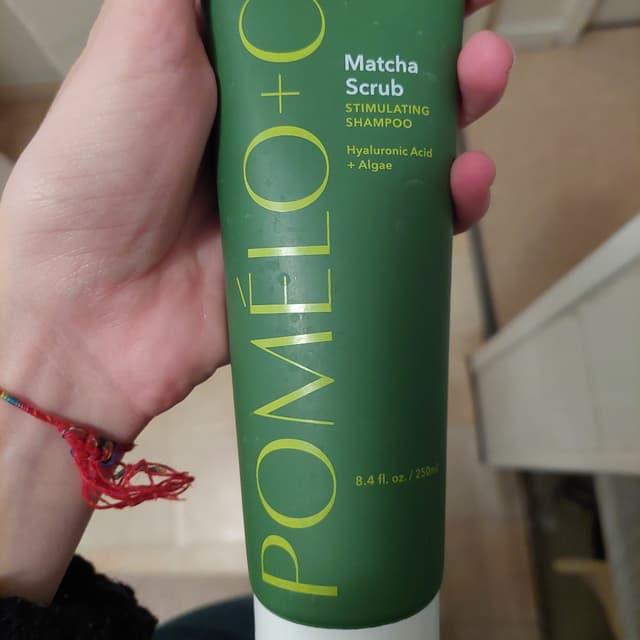 POMÉLO+C
Matcha
Scrub
STIMULATING
SHAMPOO
Hyaluronic Acid
+ Algae
8.4 fl. oz. / 250ml